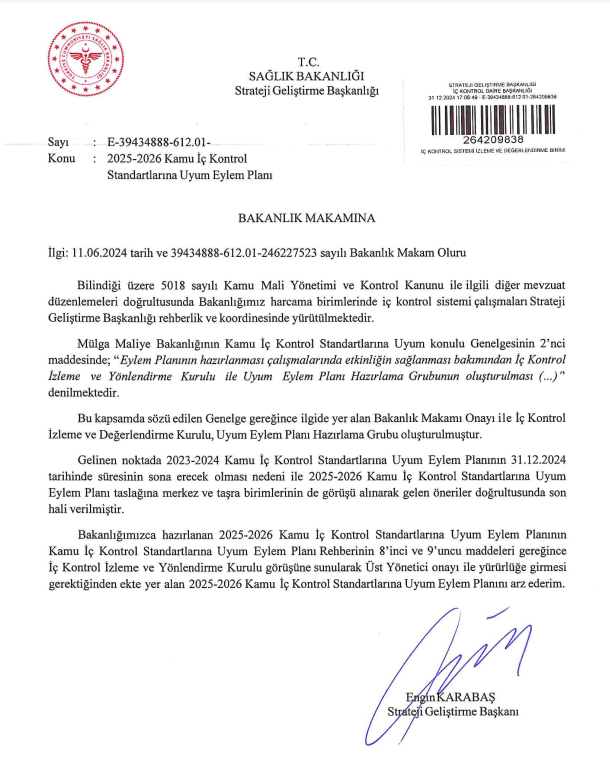 T.C.
SAĞLIK BAKANLIĞI
Strateji Geliştirme Başkanlığı
STRATEJİ GELİŞTİRME BAŞKANLIĞI
İÇ KONTROL DAİRE BAŞKANLIĞI
31.12.2024 17:05:49 - E-39434888-612.01-264209838
264209838
İÇ KONTROL SİSTEMİ İZLEME VE DEĞERLENDİRME BİRİMİ
Sayı : E-39434888-612.01-
Konu : 2025-2026 Kamu İç Kontrol
Standartlarına Uyum Eylem Planı
BAKANLIK MAKAMINA
İlgi: 11.06.2024 tarih ve 39434888-612.01-246227523 sayılı Bakanlık Makam Oluru
Bilindiği üzere 5018 sayılı Kamu Mali Yönetimi ve Kontrol Kanunu ile ilgili diğer mevzuat
düzenlemeleri doğrultusunda Bakanlığımız harcama birimlerinde iç kontrol sistemi çalışmaları Strateji
Geliştirme Başkanlığı rehberlik ve koordinesinde yürütülmektedir.
Mülga Maliye Bakanlığının Kamu İç Kontrol Standartlarına Uyum konulu Genelgesinin 2’nci
maddesinde; “Eylem Planının hazırlanması çalışmalarında etkinliğin sağlanması bakımından İç Kontrol
İzleme ve Yönlendirme Kurulu ile Uyum Eylem Planı Hazırlama Grubunun oluşturulması (...)”
denilmektedir.
Bu kapsamda sözü edilen Genelge gereğince ilgide yer alan Bakanlık Makamı Onayı ile İç Kontrol
İzleme ve Değerlendirme Kurulu, Uyum Eylem Planı Hazırlama Grubu oluşturulmuştur.
Gelinen noktada 2023-2024 Kamu İç Kontrol Standartlarına Uyum Eylem Planının 31.12.2024
tarihinde süresinin sona erecek olması nedeni ile 2025-2026 Kamu İç Kontrol Standartlarına Uyum
Eylem Planı taslağına merkez ve taşra birimlerinin de görüşü alınarak gelen öneriler doğrultusunda son
hali verilmiştir.
Bakanlığımızca hazırlanan 2025-2026 Kamu İç Kontrol Standartlarına Uyum Eylem Planının
Kamu İç Kontrol Standartlarına Uyum Eylem Planı Rehberinin 8’inci ve 9’uncu maddeleri gereğince
İç Kontrol İzleme ve Yönlendirme Kurulu görüşüne sunularak Üst Yönetici onayı ile yürürlüğe girmesi
gerektiğinden ekte yer alan 2025-2026 Kamu İç Kontrol Standartlarına Uyum Eylem Planını arz ederim.
Engin KARABAŞ
Strateji Geliştirme Başkanı